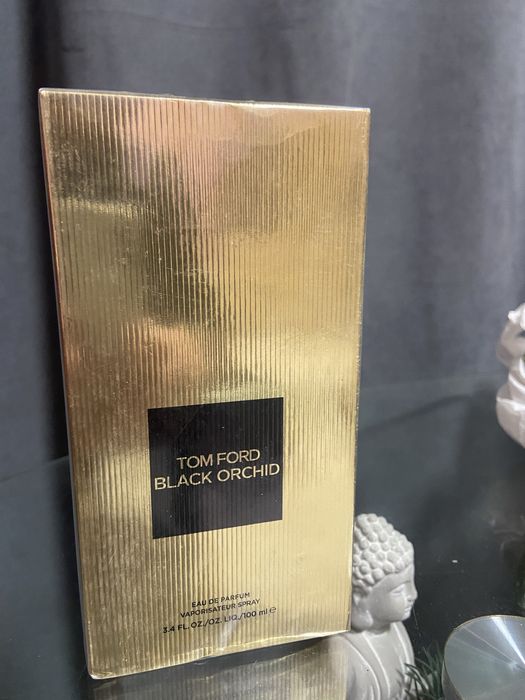 TOM FORD
BLACK ORCHID
EAU DE PARFUM
VAPORISATEUR SPRAY
3.4 FL.OZ./OZ. LIQ./100 ml ℮